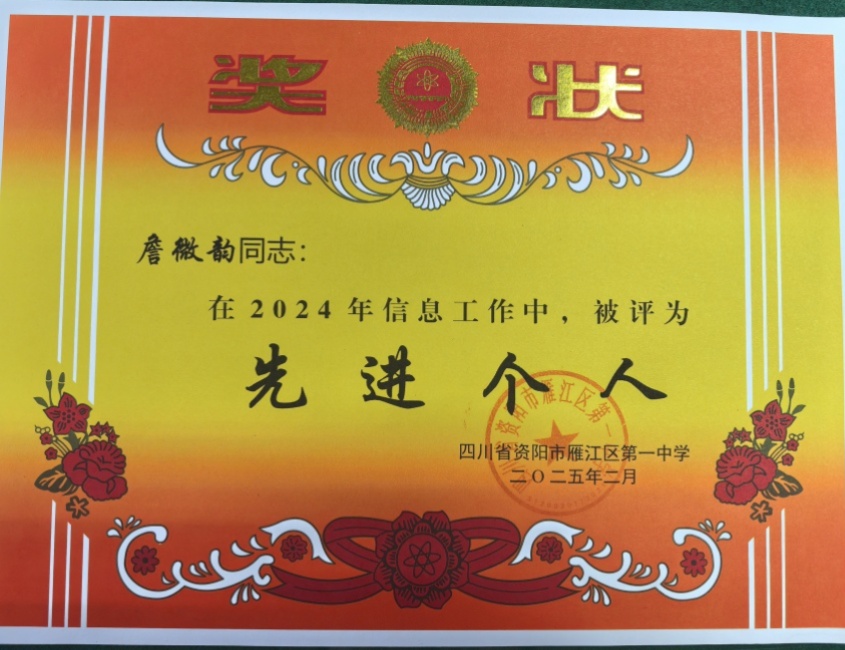 奖状
詹微韵同志：
在2024年信息工作中，被评为
先进个人
四川省资阳市雁江区第一中学
二〇二五年二月